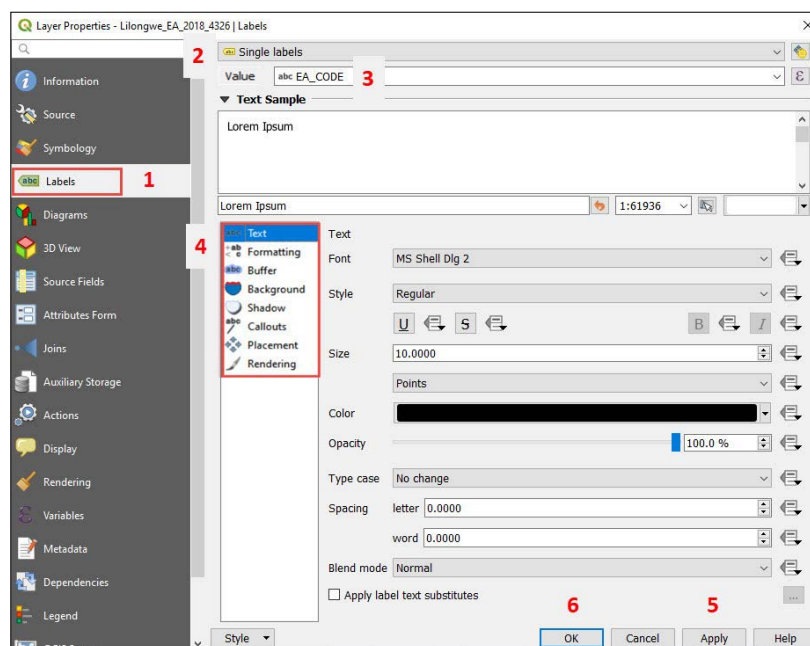 Layer Properties - Lilongwe_EA_2018_4326 | Labels
Information
Source
Symbology
abc Labels
1
Diagrams
3D View
Source Fields
Attributes Form
Joins
Auxiliary Storage
Actions
Display
Rendering
Variables
Metadata
Dependencies
Legend
2
Single labels
Value abc EA_CODE
3
Text Sample
Lorem Ipsum
Lorem Ipsum 1:61936
4
Text
Formatting
abc Buffer
Background
Shadow
abc Callouts
Placement
Rendering
Text
Font MS Shell Dlg 2
Style Regular
U S B I
Size 10.0000
Points
Color
Opacity 100.0 %
Type case No change
Spacing letter 0.0000
word 0.0000
Blend mode Normal
Apply label text substitutes ...
6 5
Style OK Cancel Apply Help